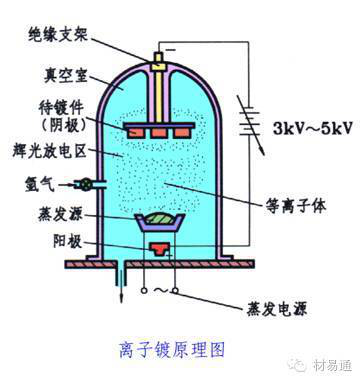 绝缘支架
真空室
待镀件
(阴极)
辉光放电区
氩气
蒸发源
阳极
3kV~5kV
等离子体
蒸发电源
离子镀原理图
材易通